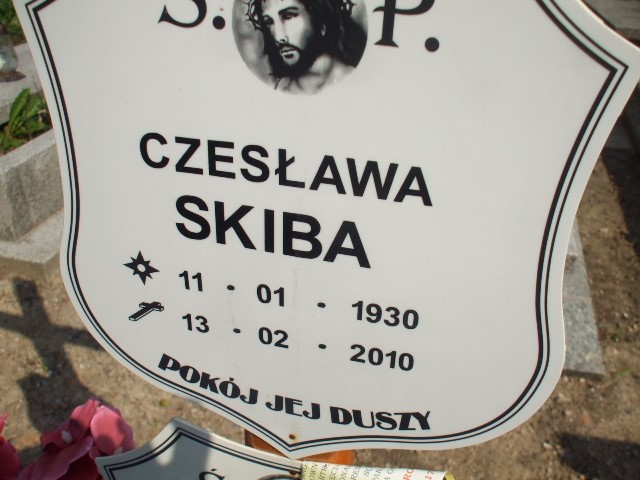 Ś. P.
CZESŁAWA
SKIBA
11 - 01 - 1930
13 - 02 - 2010
POKÓJ JEJ DUSZY